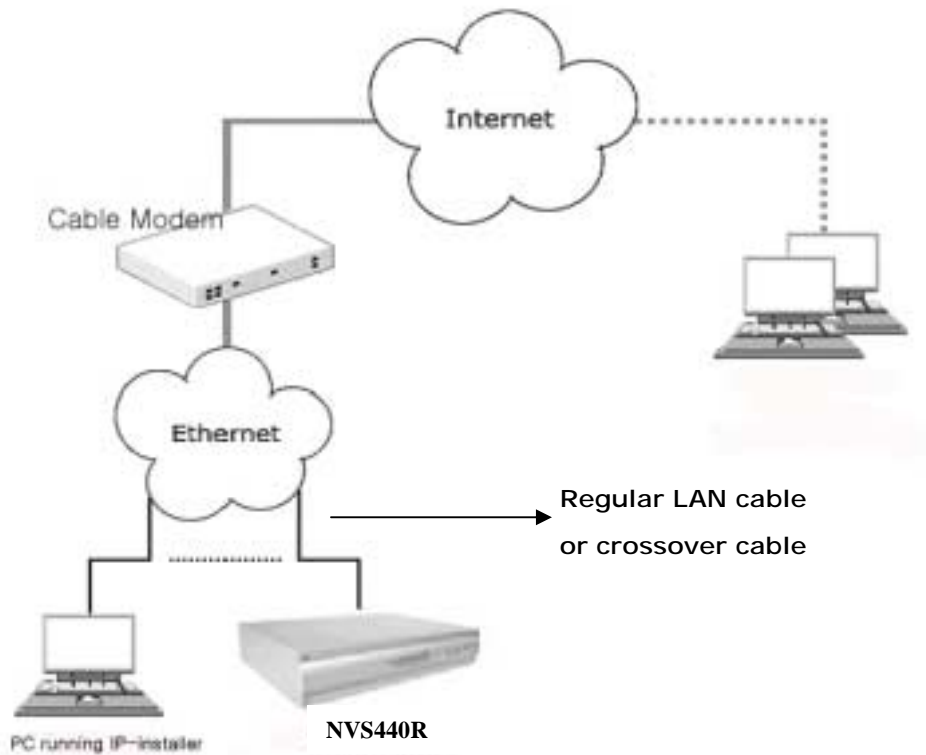 Internet
Cable Modem
Ethernet
Regular LAN cable
or crossover cable
NVS440R
PC running IP-installer